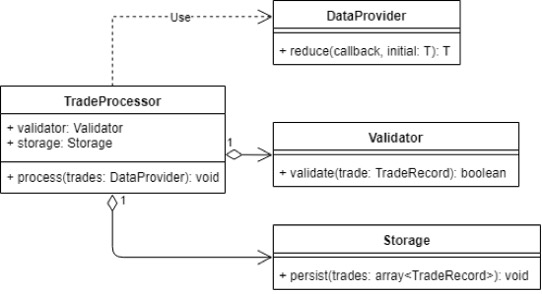 Use
DataProvider
+ reduce(callback, initial: T): T
TradeProcessor
+ validator: Validator
+ storage: Storage
+ process(trades: DataProvider): void
1
Validator
+ validate(trade: TradeRecord): boolean
1
Storage
+ persist(trades: array<TradeRecord>): void